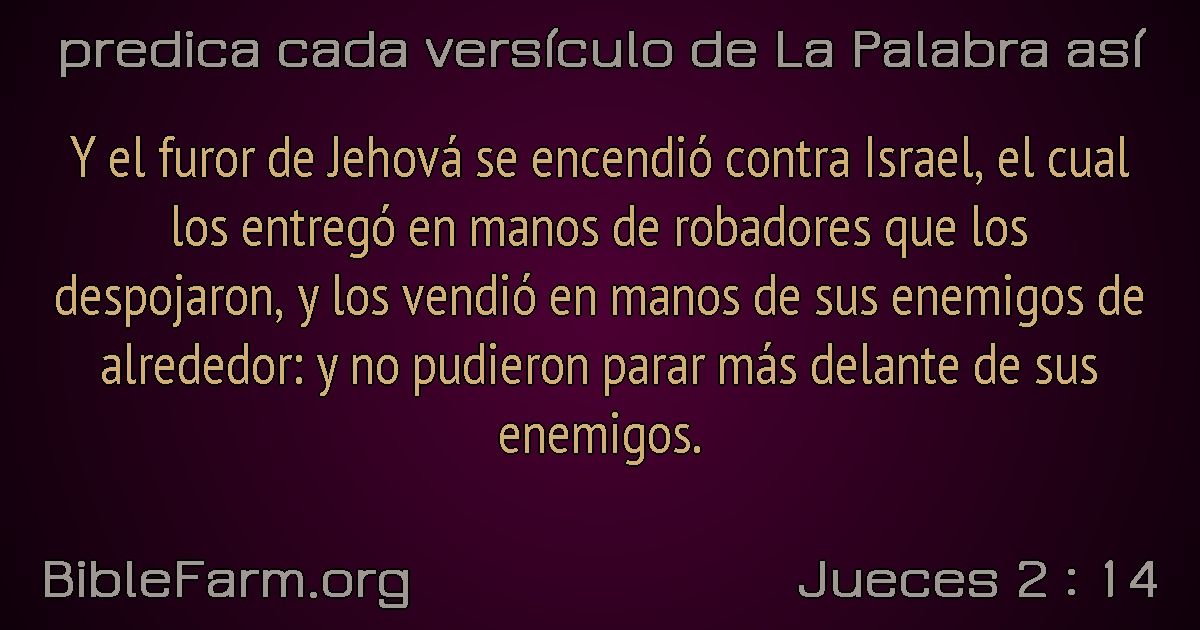 predica cada versículo de La Palabra así
Y el furor de Jehová se encendió contra Israel, el cual
los entregó en manos de robadores que los
despojaron, y los vendió en manos de sus enemigos de
alrededor: y no pudieron parar más delante de sus
enemigos.
BibleFarm.org
Jueces 2 : 14